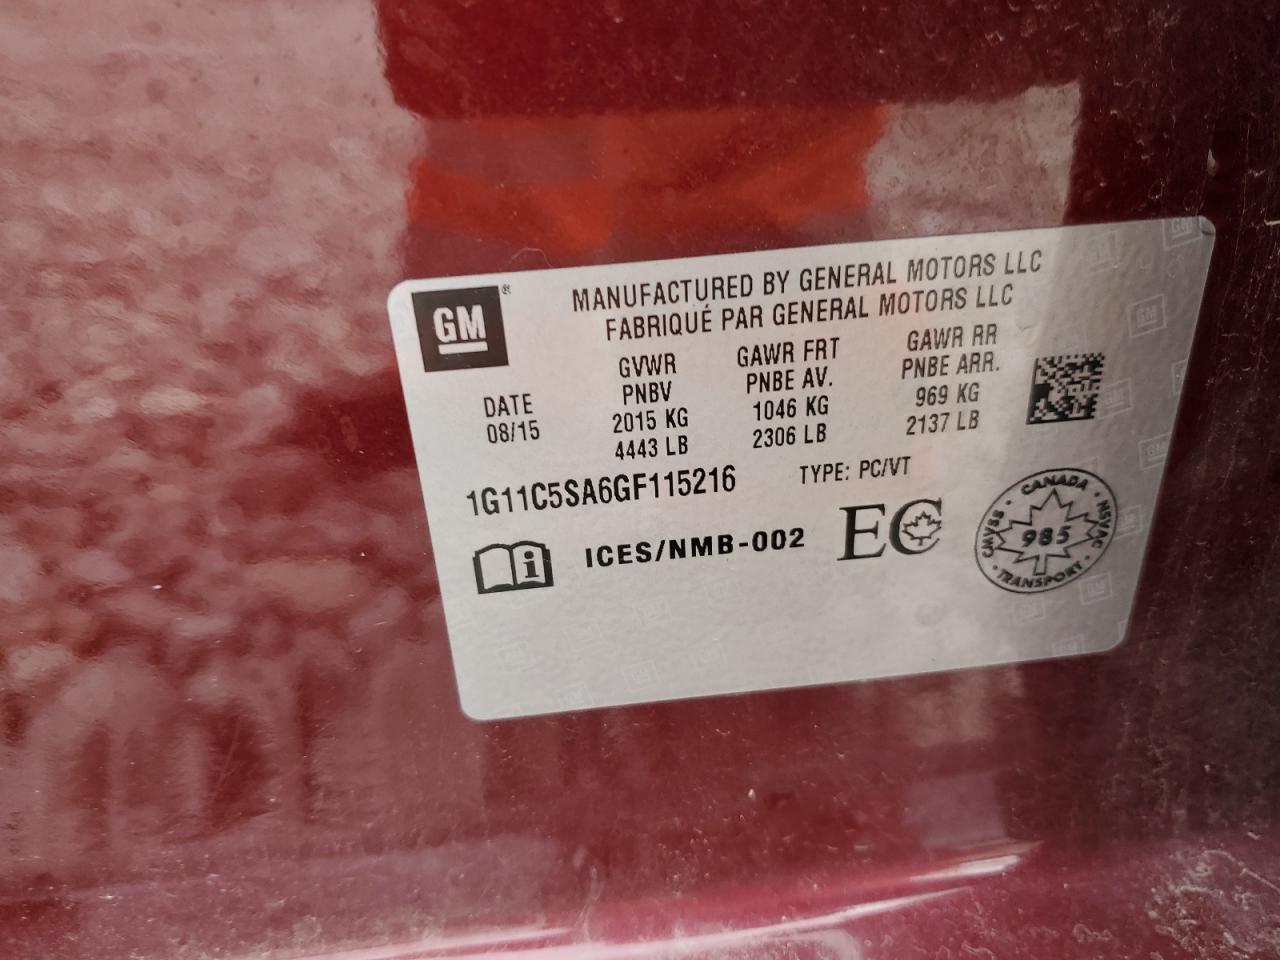 GM®
MANUFACTURED BY GENERAL MOTORS LLC
FABRIQUÉ PAR GENERAL MOTORS LLC
DATE
08/15
GVWR
PNBV
2015 KG
4443 LB
GAWR FRT
PNBE AV.
1046 KG
2306 LB
GAWR RR
PNBE ARR.
969 KG
2137 LB
1G11C5SA6GF115216 TYPE: PC/VT
i ICES/NMB-002 EC
CANADA
CMVSS · NSVAC
985
TRANSPORT